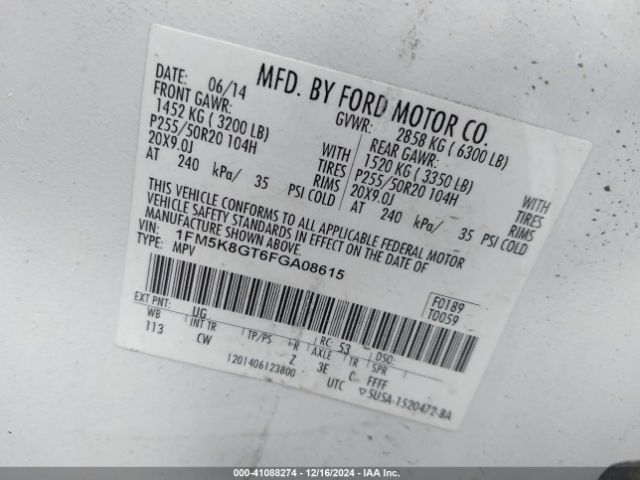 MFD. BY FORD MOTOR CO.
DATE: 06/14 GVWR: 2858 KG ( 6300 LB)
FRONT GAWR: REAR GAWR:
1452 KG ( 3200 LB) WITH 1520 KG ( 3350 LB) WITH
P255/50R20 104H TIRES P255/50R20 104H TIRES
20X9.0J RIMS 20X9.0J RIMS
AT 240 kPa/ 35 PSI COLD AT 240 kPa/ 35 PSI COLD
THIS VEHICLE CONFORMS TO ALL APPLICABLE FEDERAL MOTOR
VEHICLE SAFETY STANDARDS IN EFFECT ON THE DATE OF
MANUFACTURE SHOWN ABOVE.
VIN: 1FM5K8GT6FGA08615
TYPE: MPV
F0189
T0059
EXT PNT: UG RC: 53 DSO:
WB INT TR TP/PS R AXLE TR SPR
113 CW Z 3E C FFFF
1201406123800 UTC ▽5U5A-1520472-BA
000-41088274 | 12/16/2024 | IAA Inc.